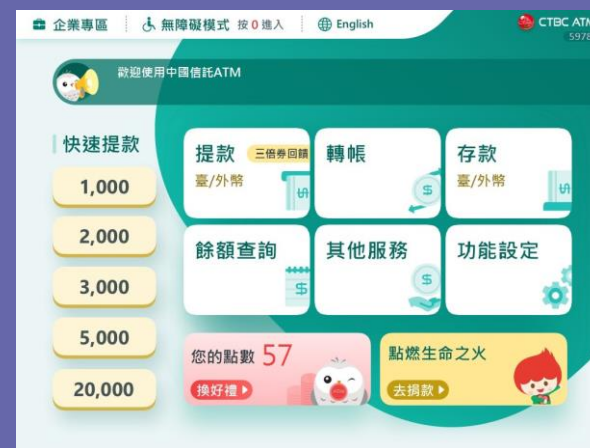 企業專區
無障礙模式 按 0 進入
English
CTBC ATM
5978
歡迎使用中國信託ATM
快速提款
1,000
2,000
3,000
5,000
20,000
提款 三倍券回饋
臺/外幣
轉帳
存款
臺/外幣
餘額查詢
其他服務
功能設定
您的點數 57
換好禮
點燃生命之火
去捐款